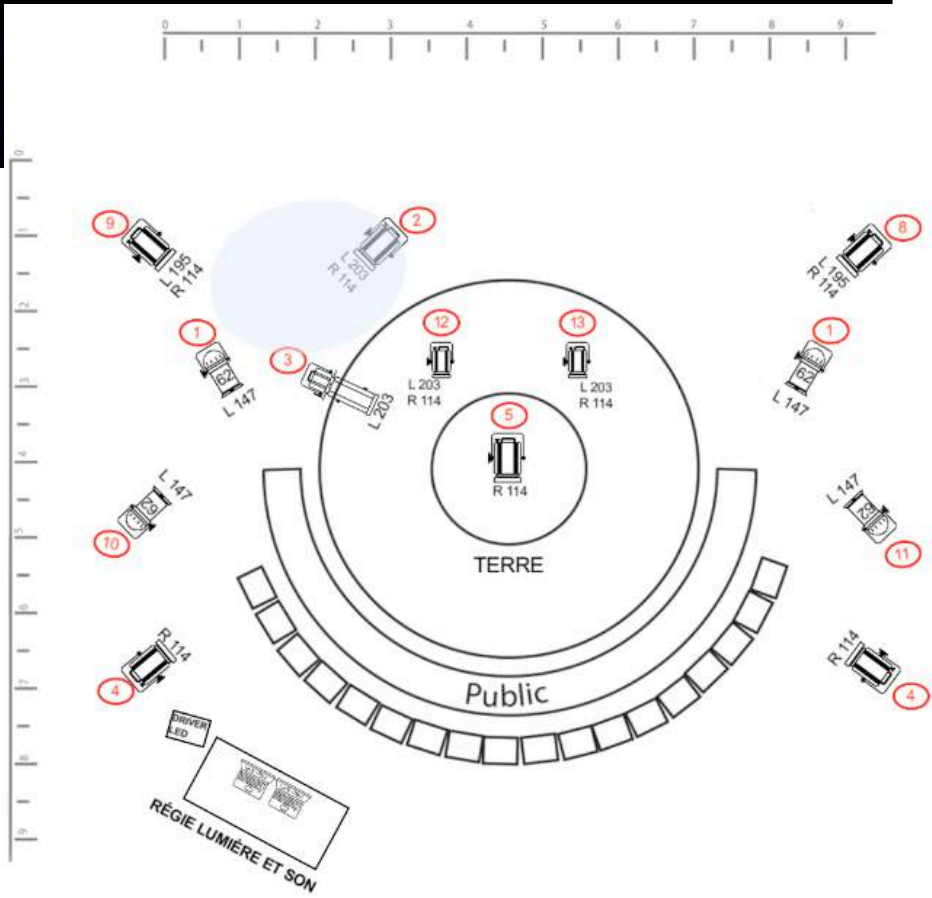 0 1 2 3 4 5 6 7 8 9
0
1
2
3
4
5
6
7
8
9
9
L 195
R 114
2
L 203
R 114
8
L 195
R 114
1
62
L 147
3
L 203
12
L 203
R 114
13
L 203
R 114
1
62
L 147
5
R 114
L 147
62
10
L 147
62
11
TERRE
R 114
4
R 114
4
Public
DRIVER
LED
RÉGIE LUMIÈRE ET SON